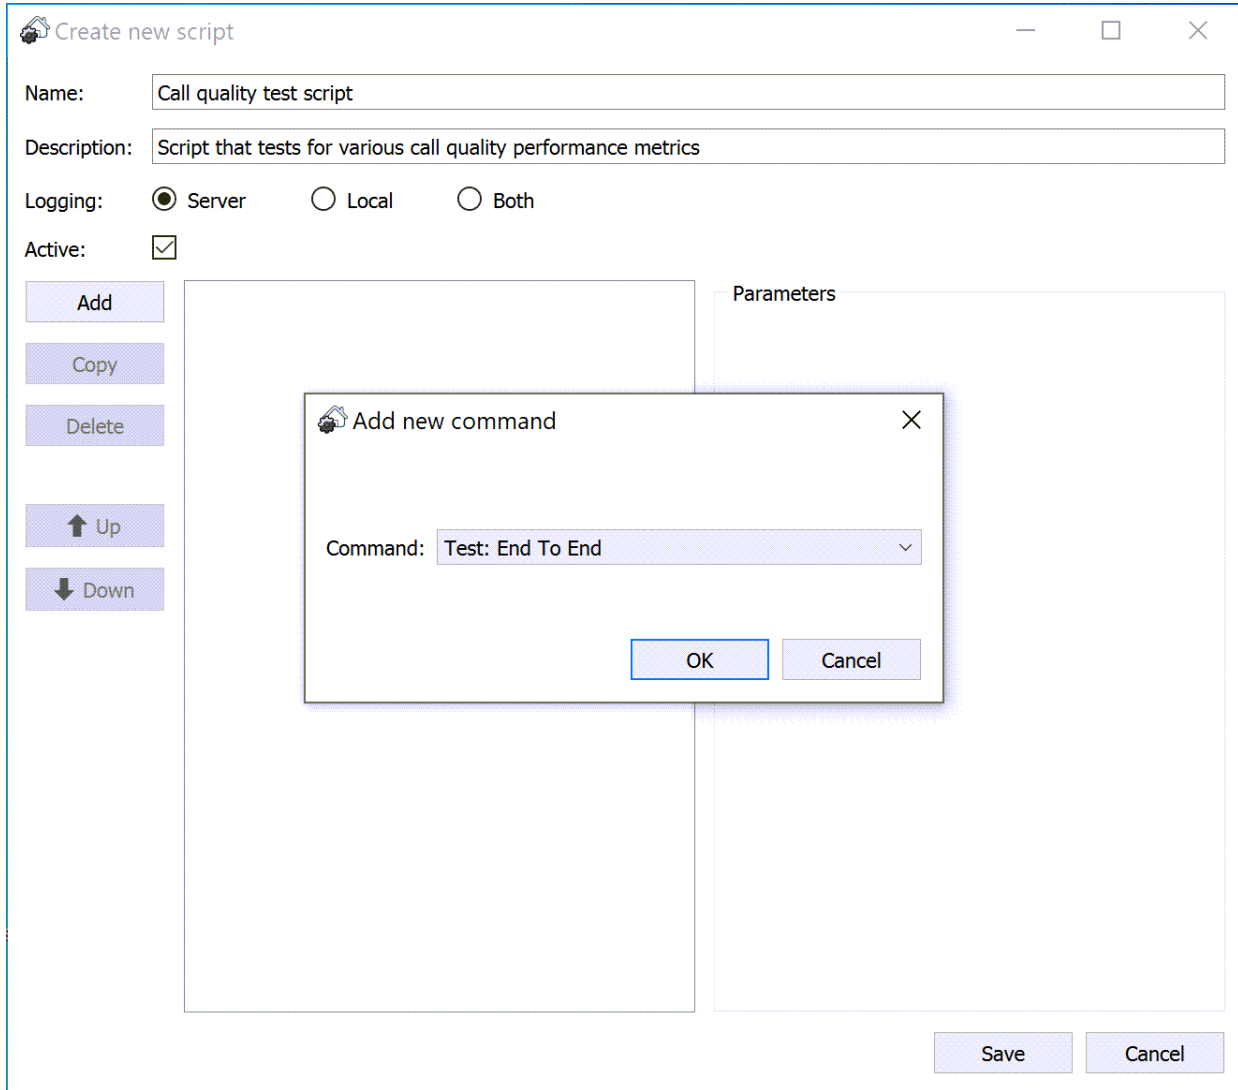 Create new script
Name: Call quality test script
Description: Script that tests for various call quality performance metrics
Logging: Server Local Both
Active:
Add
Parameters
Copy
Delete
Add new command
Up
Command: Test: End To End
Down
OK Cancel
Save Cancel